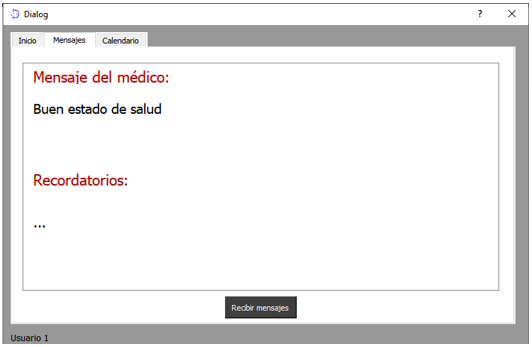 Dialog
Inicio Mensajes Calendario
Mensaje del médico:
Buen estado de salud
Recordatorios:
...
Recibir mensajes
Usuario 1